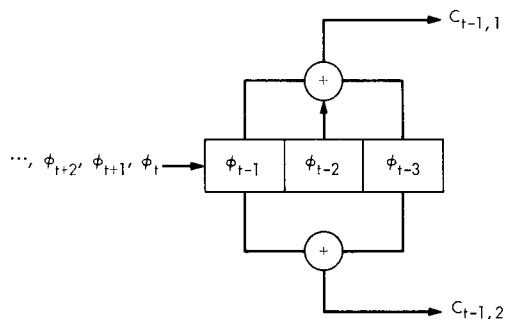 C_{t-1, 1}
+
..., ϕ_{t+2}, ϕ_{t+1}, ϕ_t
ϕ_{t-1} ϕ_{t-2} ϕ_{t-3}
+
C_{t-1, 2}